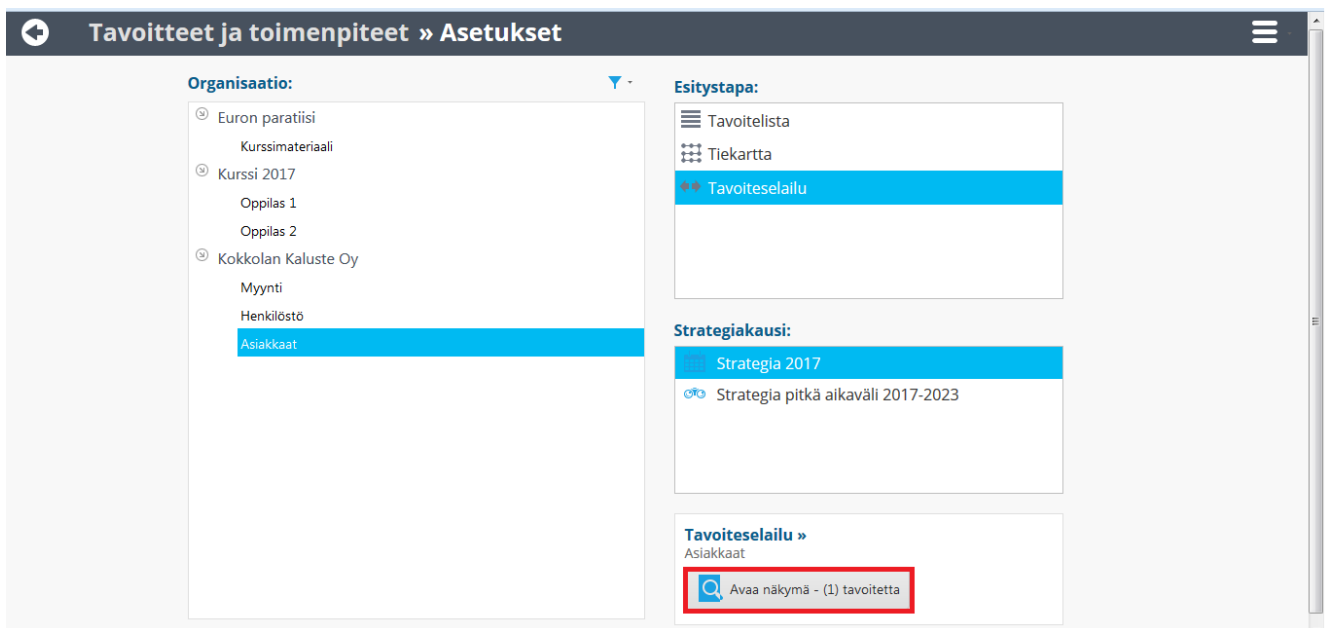 Tavoitteet ja toimenpiteet » Asetukset
Organisaatio:
Euron paratiisi
Kurssimateriaali
Kurssi 2017
Oppilas 1
Oppilas 2
Kokkolan Kaluste Oy
Myynti
Henkilöstö
Asiakkaat
Esitystapa:
Tavoitelista
Tiekartta
Tavoiteselailu
Strategiakausi:
Strategia 2017
Strategia pitkä aikaväli 2017-2023
Tavoiteselailu »
Asiakkaat
Avaa näkymä - (1) tavoitetta